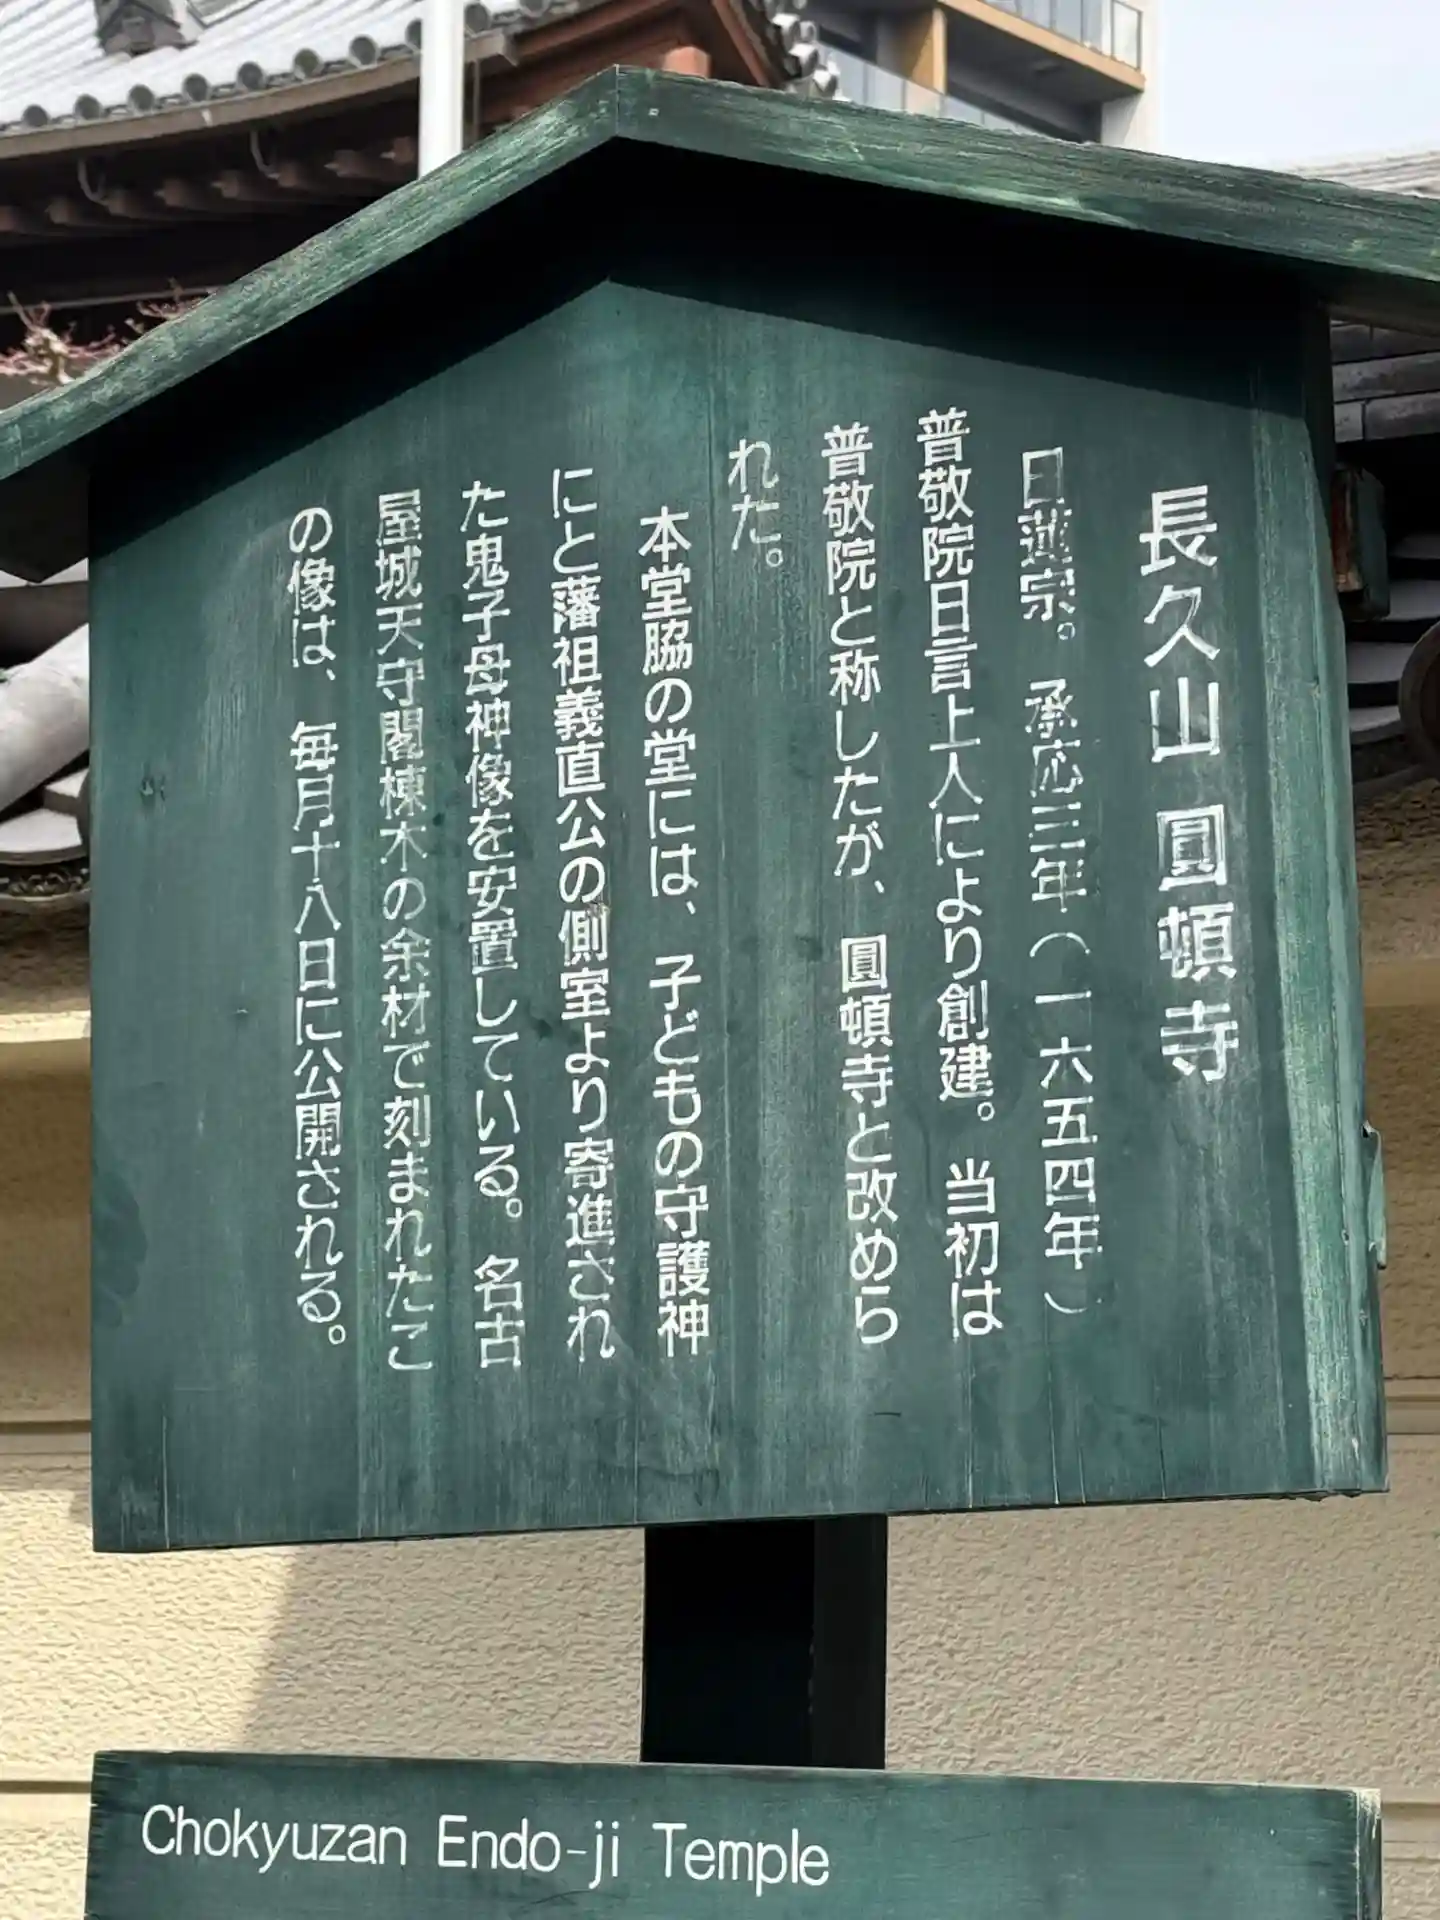 長久山 圓頓寺
日蓮宗。承応三年（一六五四年）
普敬院日言上人により創建。当初は
普敬院と称したが、圓頓寺と改めら
れた。
本堂脇の堂には、子どもの守護神
にと藩祖義直公の側室より寄進され
た鬼子母神像を安置している。名古
屋城天守閣棟木の余材で刻まれたこ
の像は、毎月十八日に公開される。
Chokyuzan Endo-ji Temple